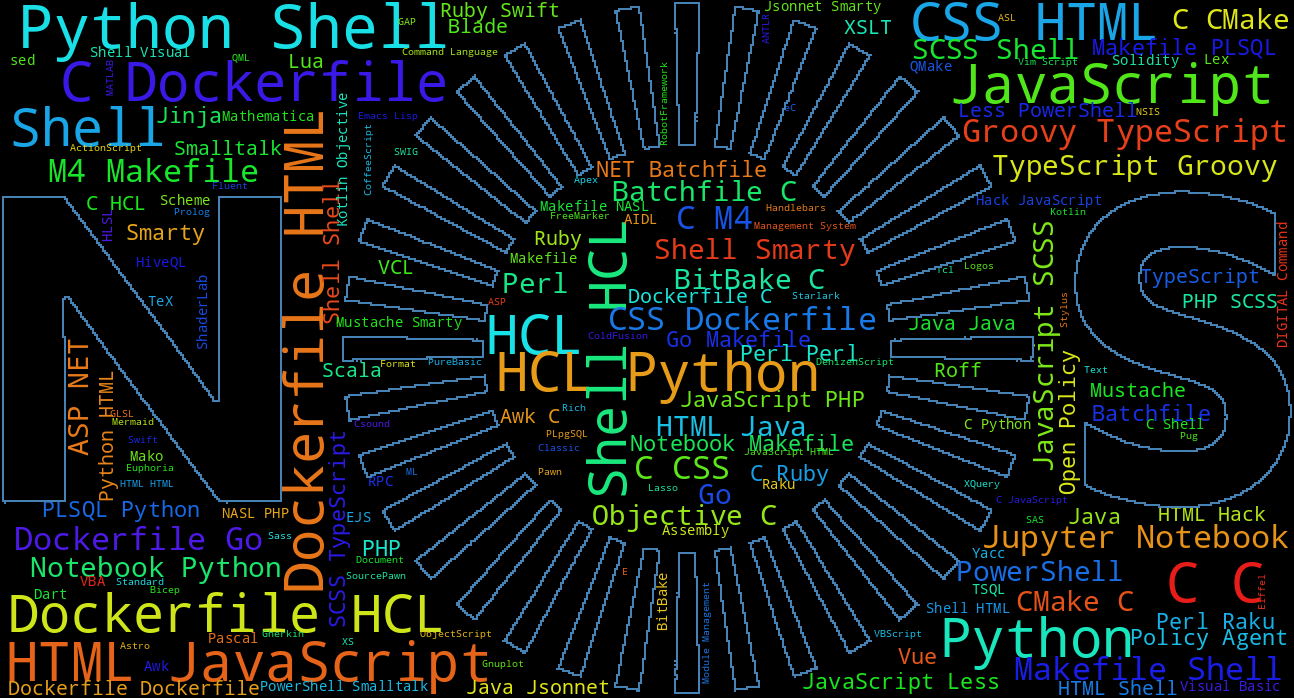 Python Shell
GAP
Ruby Swift
Blade
Jsonnet Smarty
XSLT
CSS HTML
ASL
C CMake
sed
Shell Visual
QML
Lua
Command Language
ANTLR
SCSS Shell
Vim Script
Makefile PLSQL
Solidity
Lex
MATLAB
C Dockerfile
RobotFramework
QMake
JavaScript
Less PowerShell
NSIS
Shell
Jinja
Mathematica
Emacs Lisp
Kotlin Objective
CoffeeScript
Groovy TypeScript
ActionScript
Smalltalk
SWIG
TypeScript Groovy
M4 Makefile
Fluent
NET Batchfile
Apex
Batchfile C
C HCL
Scheme
Prolog
HLSL
Smarty
Dockerfile HTML
Shell Shell
Makefile NASL
FreeMarker
AIDL
C M4
Handlebars
Management System
Hack JavaScript
Kotlin
HiveQL
Ruby
Makefile
Shell Smarty
VCL
Perl
BitBake C
Tcl
Logos
JavaScript SCSS
TypeScript
PHP SCSS
DIGITAL Command
TeX
ShaderLab
ASP
Dockerfile C
Starlark
Stylus
Mustache Smarty
HCL
CSS Dockerfile
ColdFusion
Go Makefile
Java Java
Shell HCL
Perl Perl
DenizenScript
Scala
Format
PureBasic
HCL Python
Roff
Text
Mustache
ASP NET
Python HTML
GLSL
Mermaid
Awk C
Rich
JavaScript PHP
Batchfile
C Shell
Pug
Open Policy
Csound
PLpgSQL
Classic
HTML Java
C Python
Swift
Mako
Euphoria
HTML HTML
Notebook Makefile
JavaScript HTML
ML
RPC
Pawn
C CSS
C Ruby
Raku
Lasso
Go
XQuery
C JavaScript
SCSS TypeScript
PLSQL Python
NASL PHP
EJS
Objective C
Assembly
SAS
Java
HTML Hack
Dockerfile Go
Sass
PHP
Document
Jupyter Notebook
Yacc
Notebook Python
VBA
Standard
Bicep
SourcePawn
E
BitBake
Module Management
PowerShell
TSQL
C C
Eiffel
Dart
Dockerfile HCL
Shell HTML
CMake C
Perl Raku
Pascal
Gherkin
XS
ObjectScript
VBScript
Python
Policy Agent
Astro
HTML JavaScript
Awk
Gnuplot
Vue
Makefile Shell
Dockerfile Dockerfile
PowerShell Smalltalk
Java Jsonnet
JavaScript Less
HTML Shell
Visual Basic